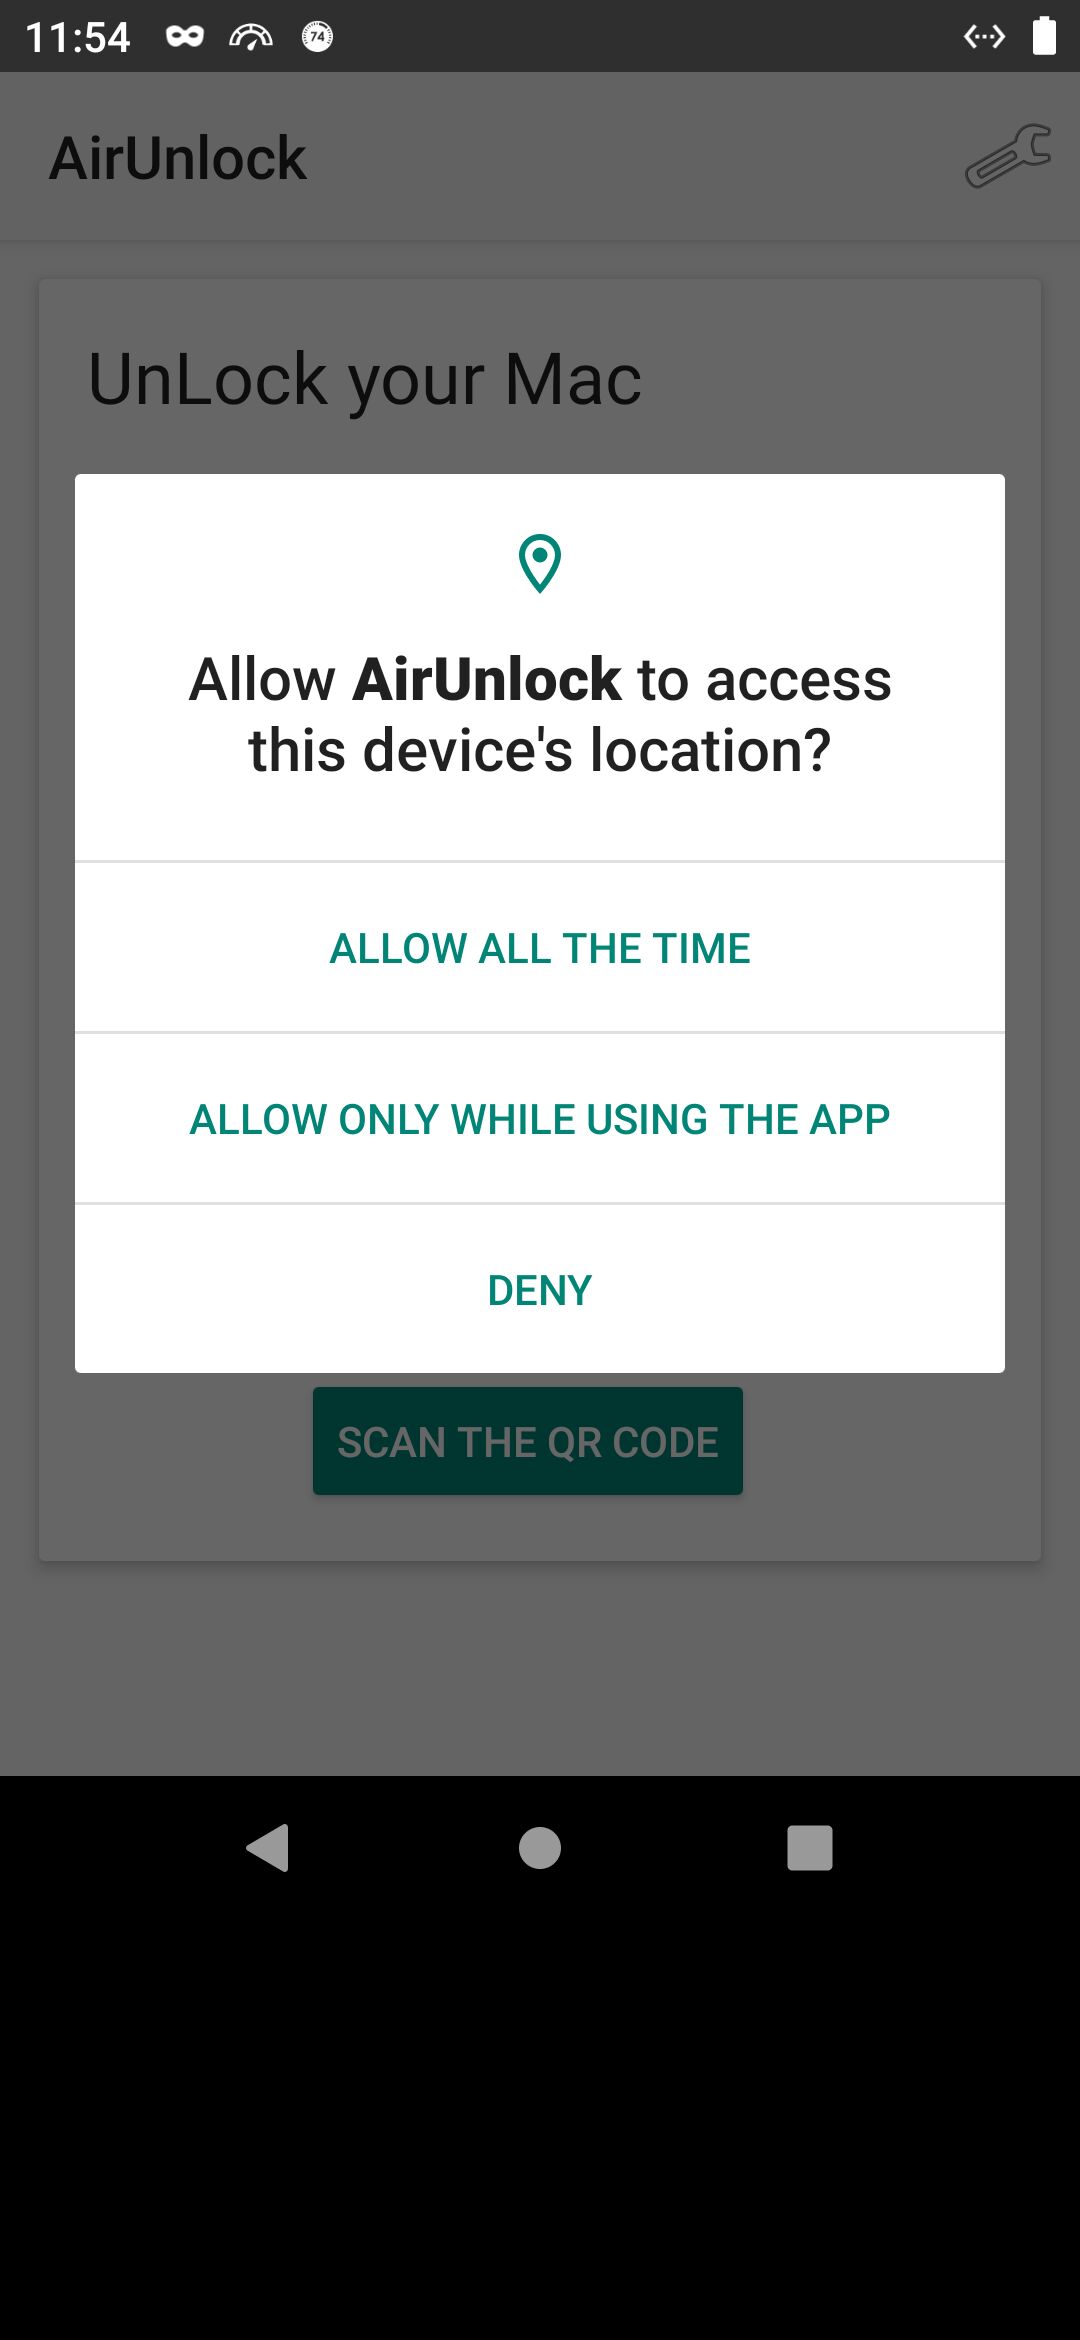 11:54
74
AirUnlock
UnLock your Mac
Allow AirUnlock to access
this device's location?
ALLOW ALL THE TIME
ALLOW ONLY WHILE USING THE APP
DENY
SCAN THE QR CODE